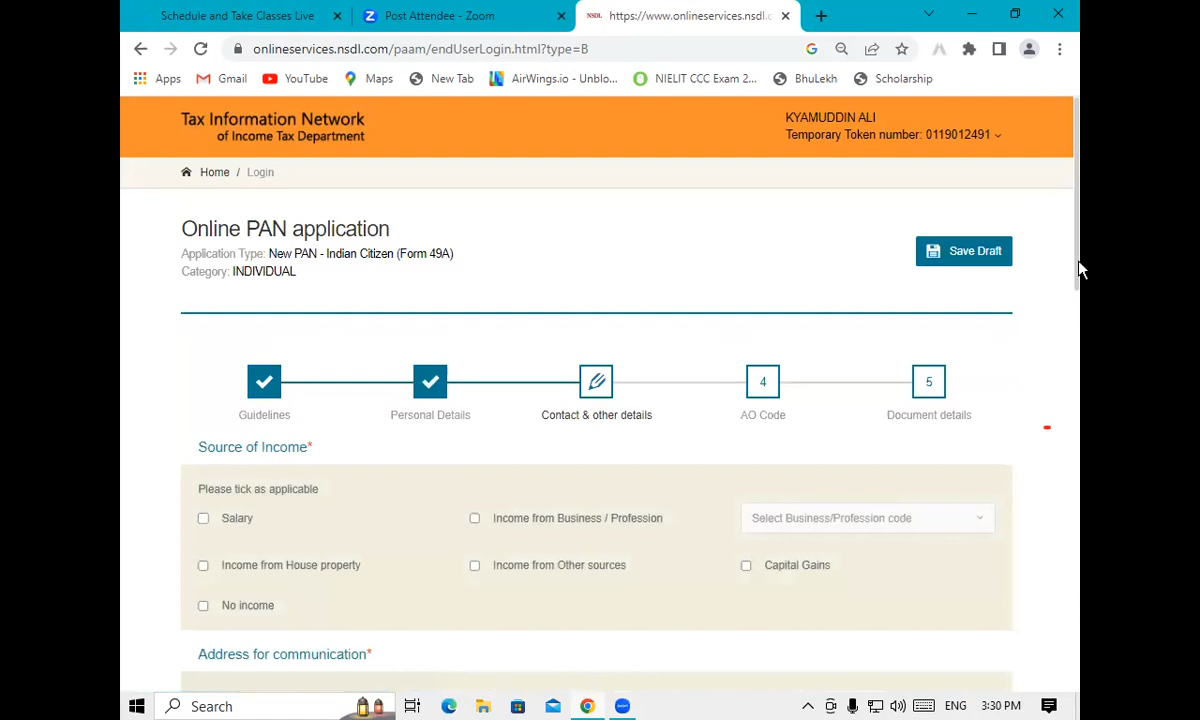 Schedule and Take Classes Live
Post Attendee - Zoom
NSDL https://www.onlineservices.nsdl.c
onlineservices.nsdl.com/paam/endUserLogin.html?type=B
Apps Gmail YouTube Maps New Tab AirWings.io - Unblo... NIELIT CCC Exam 2... BhuLekh Scholarship
Tax Information Network
of Income Tax Department
KYAMUDDIN ALI
Temporary Token number: 0119012491
Home / Login
Online PAN application
Application Type: New PAN - Indian Citizen (Form 49A)
Category: INDIVIDUAL
Save Draft
4 5
Guidelines Personal Details Contact & other details AO Code Document details
Source of Income*
Please tick as applicable
Salary Income from Business / Profession Select Business/Profession code
Income from House property Income from Other sources Capital Gains
No income
Address for communication*
Search
ENG 3:30 PM